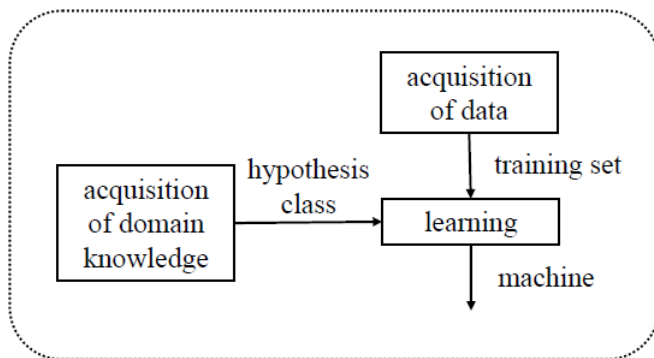 acquisition
of data
training set
hypothesis
class
acquisition
of domain
knowledge
learning
machine